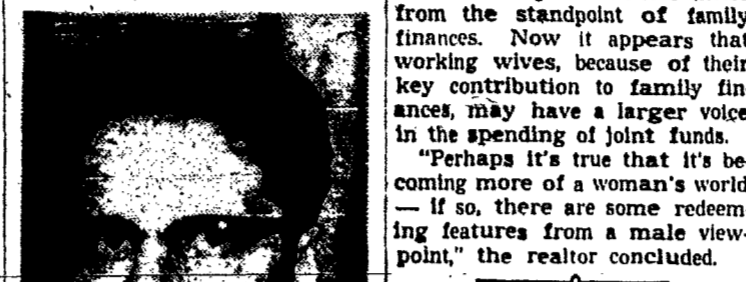 from the standpoint of family
finances. Now it appears that
working wives, because of their
key contribution to family fin
ances, may have a larger voice
in the spending of joint funds.
"Perhaps it's true that it's be
coming more of a woman's world
— if so, there are some redeem
ing features from a male view-
point," the realtor concluded.